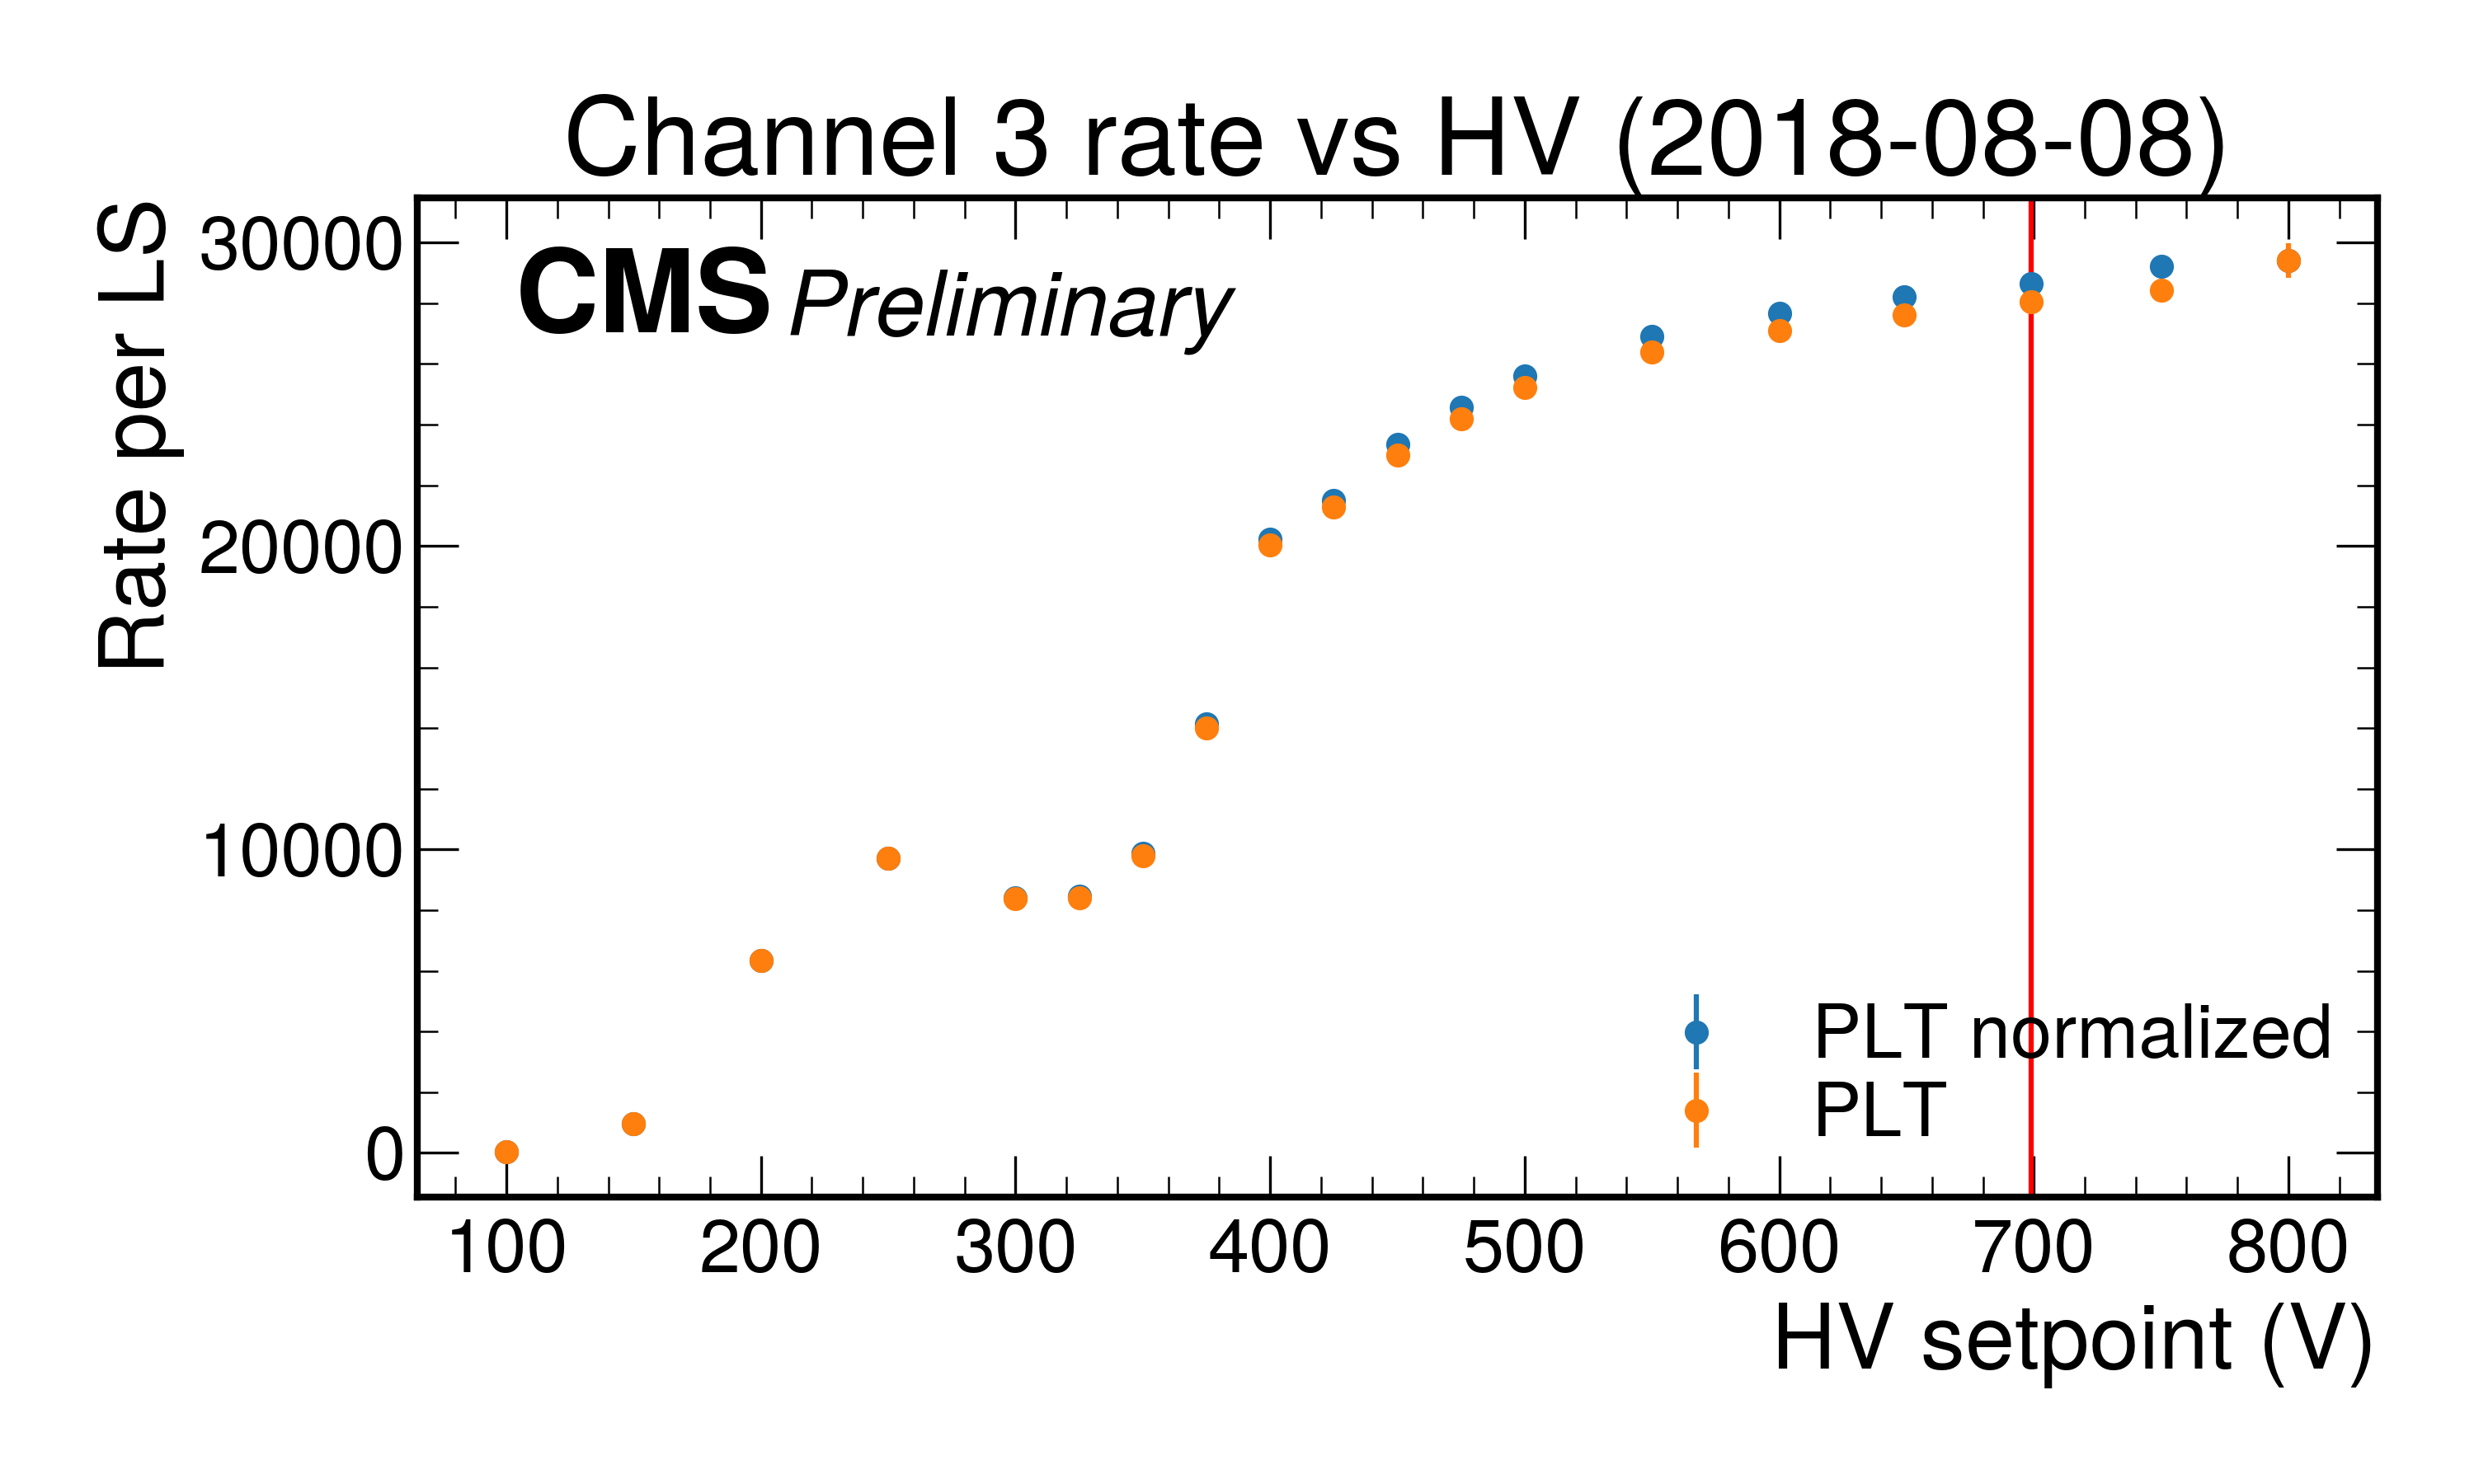 Channel 3 rate vs HV (2018-08-08)
Rate per LS
30000
20000
10000
0
CMS Preliminary
PLT normalized
PLT
100 200 300 400 500 600 700 800
HV setpoint (V)